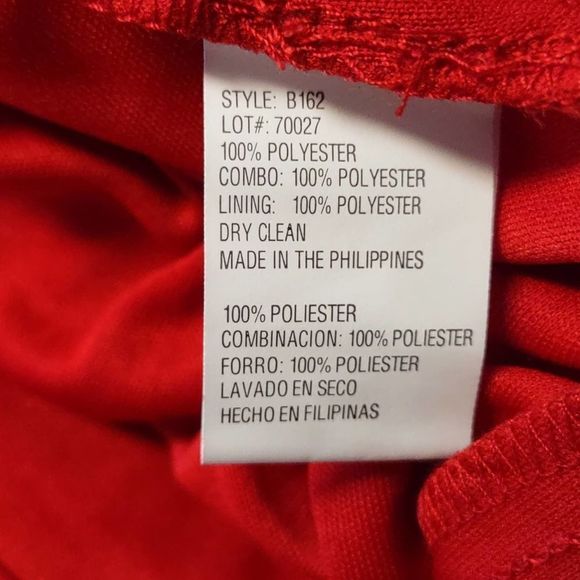 STYLE: B162
LOT#: 70027
100% POLYESTER
COMBO: 100% POLYESTER
LINING: 100% POLYESTER
DRY CLEAN
MADE IN THE PHILIPPINES
100% POLIESTER
COMBINACION: 100% POLIESTER
FORRO: 100% POLIESTER
LAVADO EN SECO
HECHO EN FILIPINAS